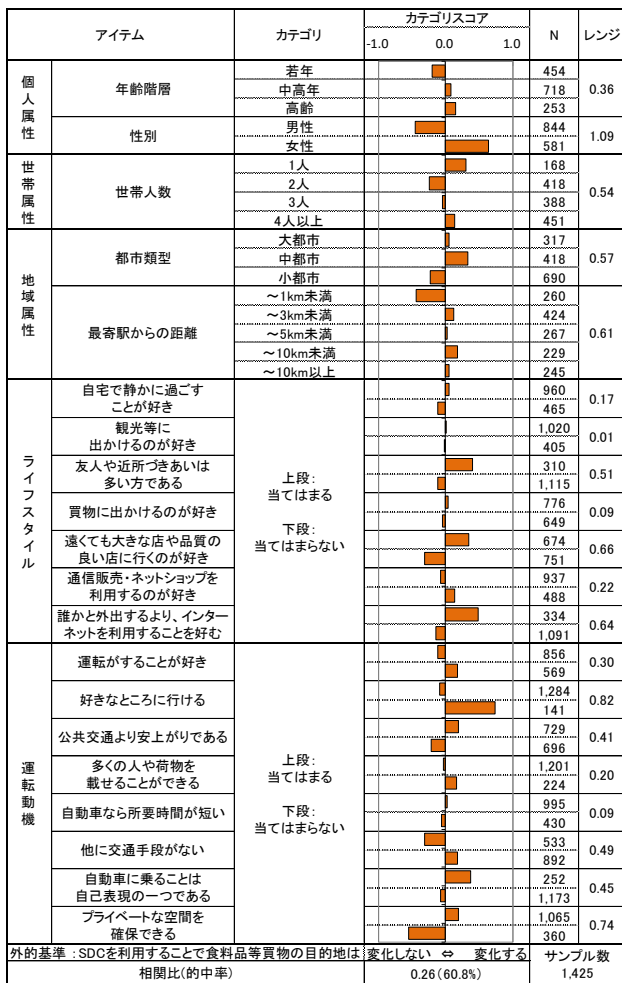 アイテム カテゴリ カテゴリスコア N レンジ
-1.0 0.0 1.0
個人属性
年齢階層 若年 454 0.36
中高年 718
高齢 253
性別 男性 844 1.09
女性 581
世帯属性
世帯人数 1人 168 0.54
2人 418
3人 388
4人以上 451
地域属性
都市類型 大都市 317 0.57
中都市 418
小都市 690
最寄駅からの距離 ～1km未満 260 0.61
～3km未満 424
～5km未満 267
～10km未満 229
～10km以上 245
ライフスタイル
上段:
当てはまる
下段:
当てはまらない
自宅で静かに過ごす 960 0.17
ことが好き 465
観光等に 1,020 0.01
出かけるのが好き 405
友人や近所づきあいは 310 0.51
多い方である 1,115
買物に出かけるのが好き 776 0.09
649
遠くても大きな店や品質の 674 0.66
良い店に行くのが好き 751
通信販売・ネットショップを 937 0.22
利用するのが好き 488
誰かと外出するより、インター 334 0.64
ネットを利用することを好む 1,091
運転動機
上段:
当てはまる
下段:
当てはまらない
運転がすることが好き 856 0.30
569
好きなところに行ける 1,284 0.82
141
公共交通より安上がりである 729 0.41
696
多くの人や荷物を 1,201 0.20
載せることができる 224
自動車なら所要時間が短い 995 0.09
430
他に交通手段がない 533 0.49
892
自動車に乗ることは 252 0.45
自己表現の一つである 1,173
プライベートな空間を 1,065 0.74
確保できる 360
外的基準 :SDCを利用することで食料品等買物の目的地は 変化しない ⇔ 変化する サンプル数
相関比(的中率) 0.26(60.8%) 1,425